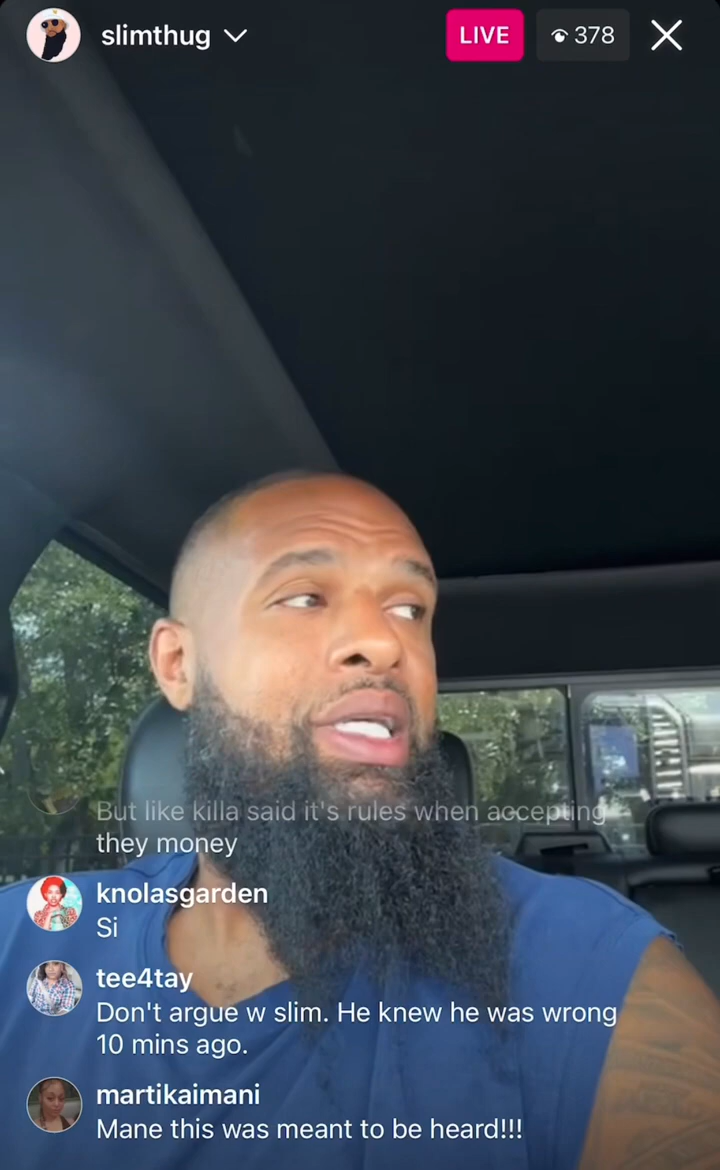 slimthug
LIVE
378
But like killa said it's rules when accepting
they money
knolasgarden
Si
tee4tay
Don't argue w slim. He knew he was wrong
10 mins ago.
martikaimani
Mane this was meant to be heard!!!